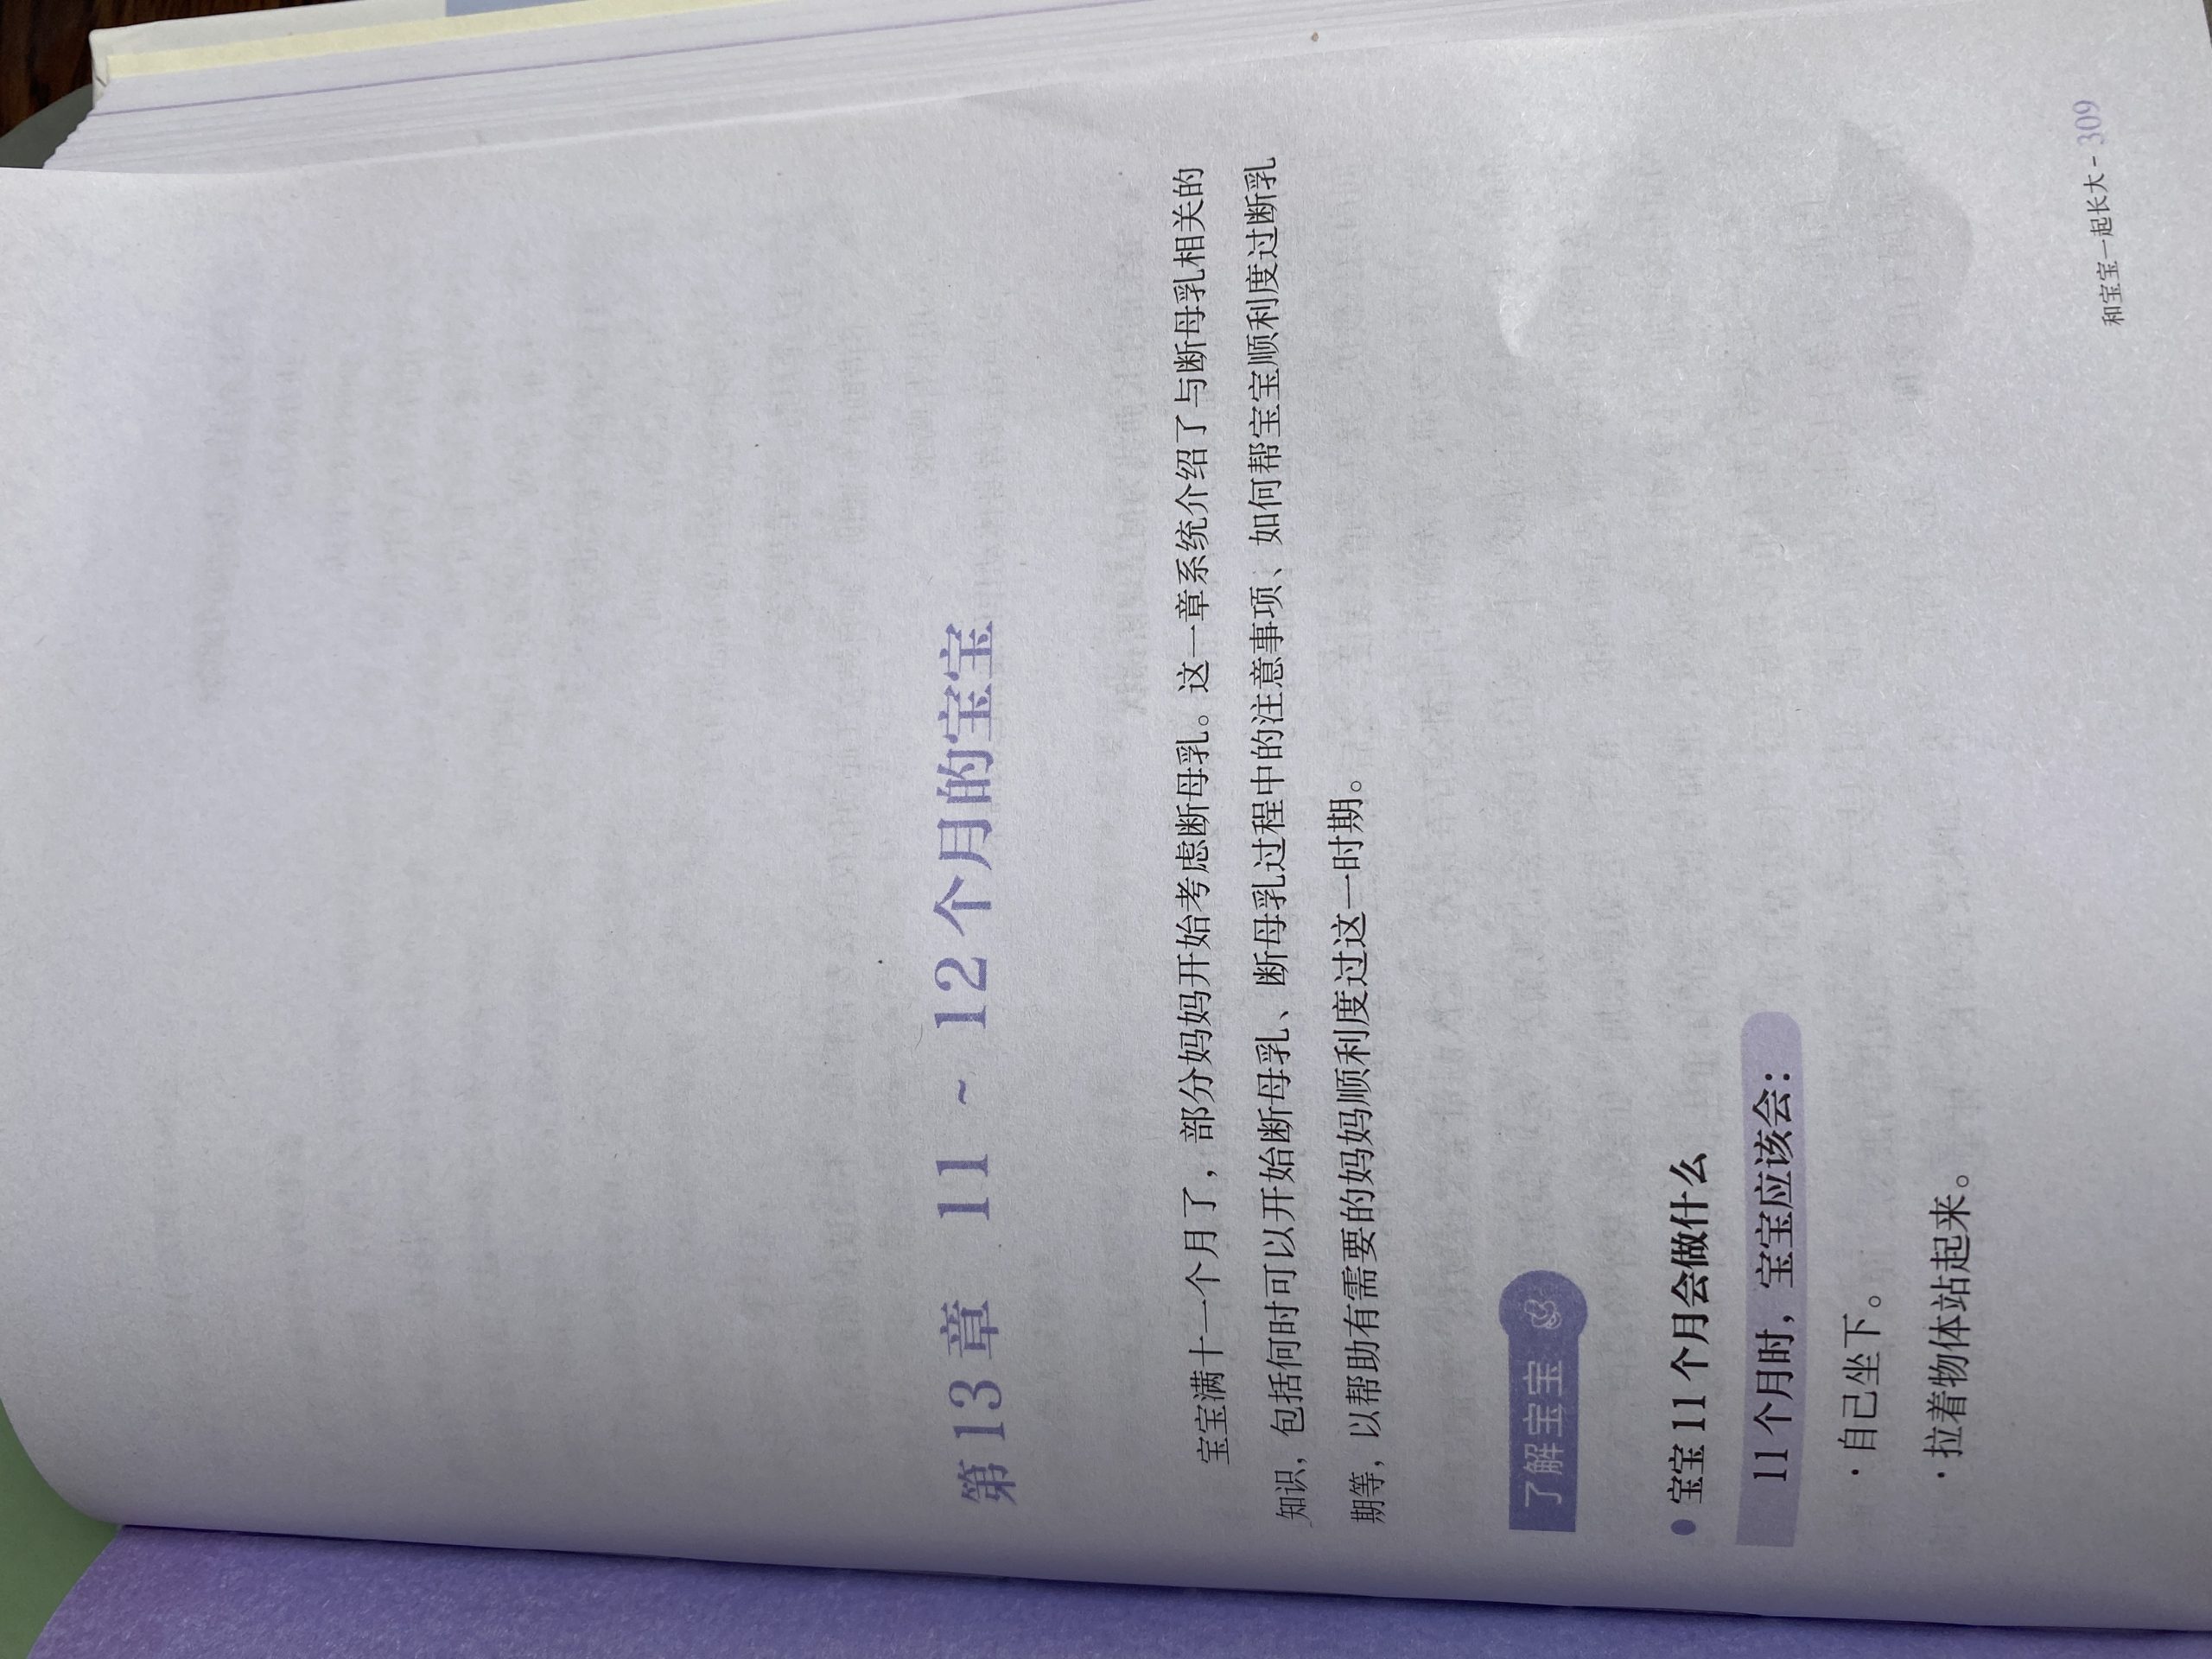 第13章 11 ~ 12个月的宝宝
宝宝满十一个月了，部分妈妈开始考虑断母乳。这一章系统介绍了与断母乳相关的
知识，包括何时可以开始断母乳、断母乳过程中的注意事项、如何帮宝宝顺利度过断乳
期等，以帮助有需要的妈妈顺利度过这一时期。
了解宝宝
● 宝宝 11 个月会做什么
11 个月时，宝宝应该会：
· 自己坐下。
· 拉着物体站起来。
和宝宝一起长大 - 309